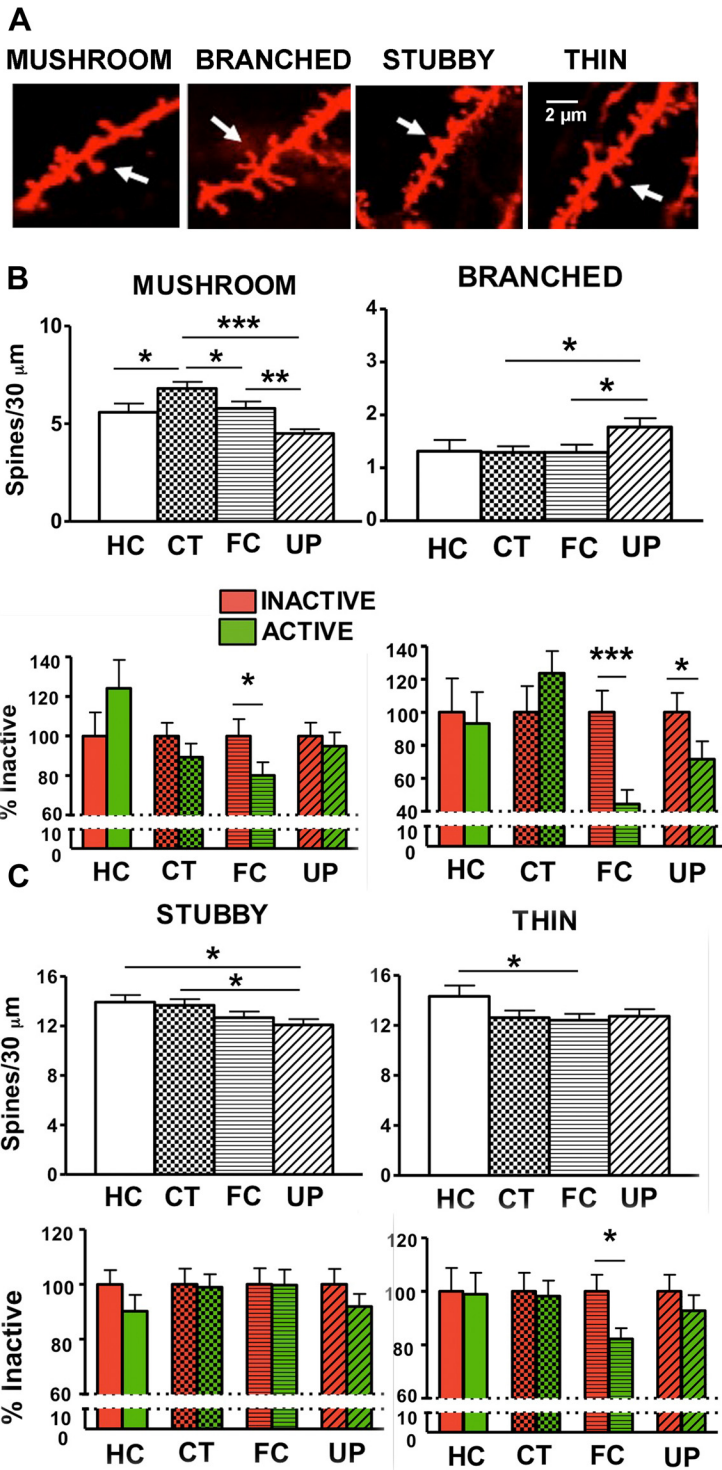 A
MUSHROOM BRANCHED STUBBY THIN
2 µm
B
MUSHROOM
BRANCHED
Spines/30 µm
10
5
0
*
***
*
**
HC CT FC UP
4
3
2
1
0
*
*
HC CT FC UP
INACTIVE
ACTIVE
% Inactive
140
120
100
80
60
10
0
*
HC CT FC UP
140
120
100
80
60
40
10
0
***
*
HC CT FC UP
C
STUBBY
THIN
Spines/30 µm
16
12
8
4
0
*
*
HC CT FC UP
16
12
8
4
0
*
HC CT FC UP
% Inactive
120
100
80
60
10
0
HC CT FC UP
120
100
80
60
10
0
*
HC CT FC UP